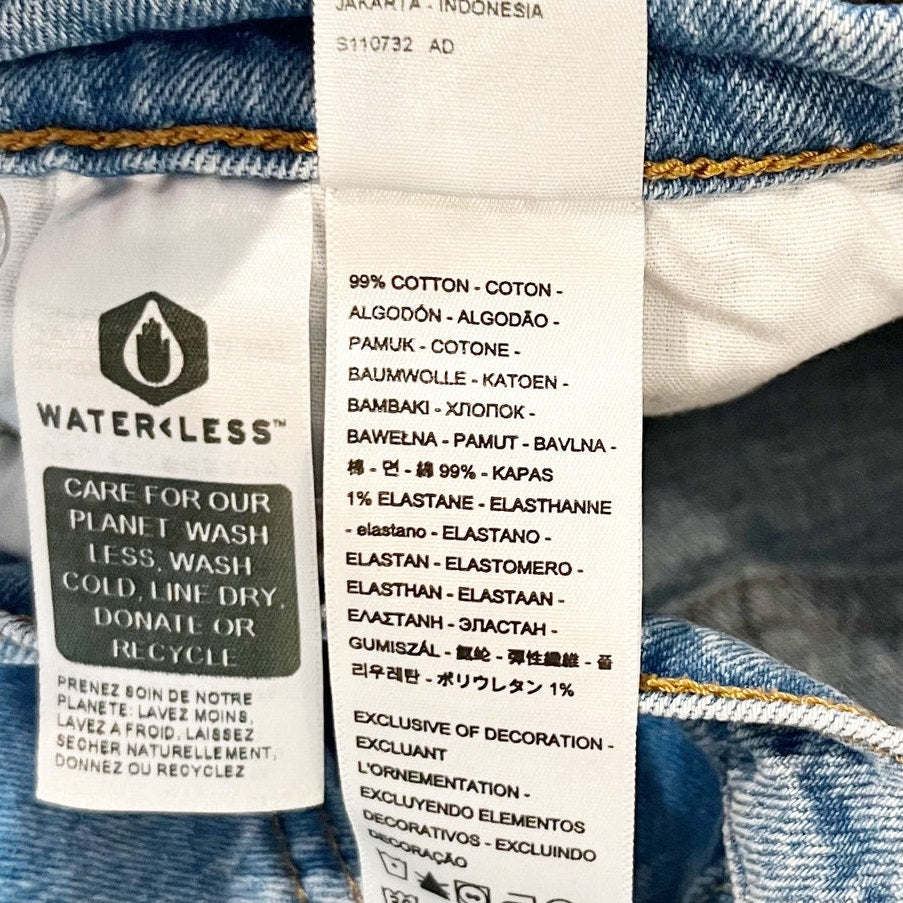 JAKARTA - INDONESIA
S110732 AD
WATER<LESS™
CARE FOR OUR
PLANET WASH
LESS, WASH
COLD, LINE DRY,
DONATE OR
RECYCLE
PRENEZ SOIN DE NOTRE
PLANETE: LAVEZ MOINS,
LAVEZ A FROID, LAISSEZ
SECHER NATURELLEMENT,
DONNEZ OU RECYCLEZ
99% COTTON - COTON -
ALGODÓN - ALGODÃO -
PAMUK - COTONE -
BAUMWOLLE - KATOEN -
BAMBAKI - ХЛОПОК -
BAWEŁNA - PAMUT - BAVLNA -
棉 - 면 - 綿 99% - KAPAS
1% ELASTANE - ELASTHANNE
- elastano - ELASTANO -
ELASTAN - ELASTOMERO -
ELASTHAN - ELASTAAN -
ΕΛΑΣΤΑΝΗ - ЭЛАСТАН -
GUMISZÁL - 氨纶 - 彈性纖維 - 폴
리우레탄 - ポリウレタン 1%
EXCLUSIVE OF DECORATION -
EXCLUANT
L'ORNEMENTATION -
EXCLUYENDO ELEMENTOS
DECORATIVOS - EXCLUINDO
DECORAÇÃO